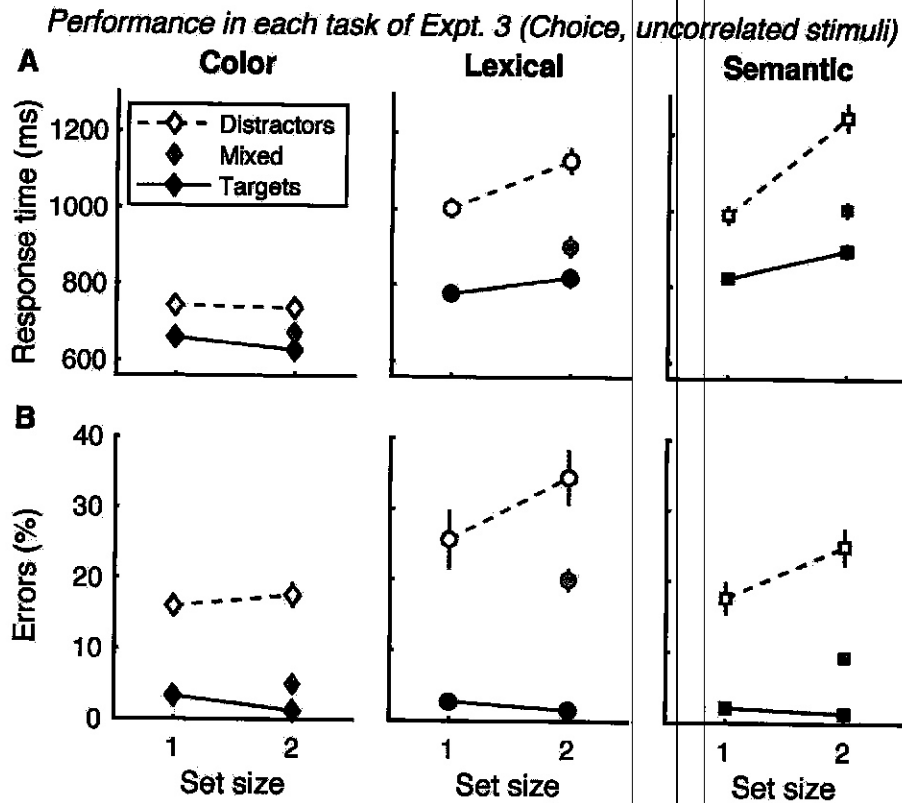 Performance in each task of Expt. 3 (Choice, uncorrelated stimuli)
A
Color
Lexical
Semantic
Response time (ms)
1200
1000
800
600
Distractors
Mixed
Targets
B
Errors (%)
40
30
20
10
0
1 2
1 2
1 2
Set size
Set size
Set size